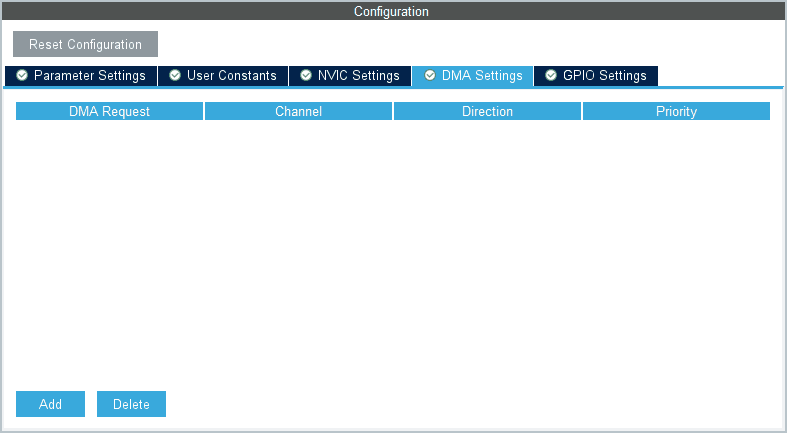 Configuration
Reset Configuration
Parameter Settings User Constants NVIC Settings DMA Settings GPIO Settings
DMA Request Channel Direction Priority
Add Delete